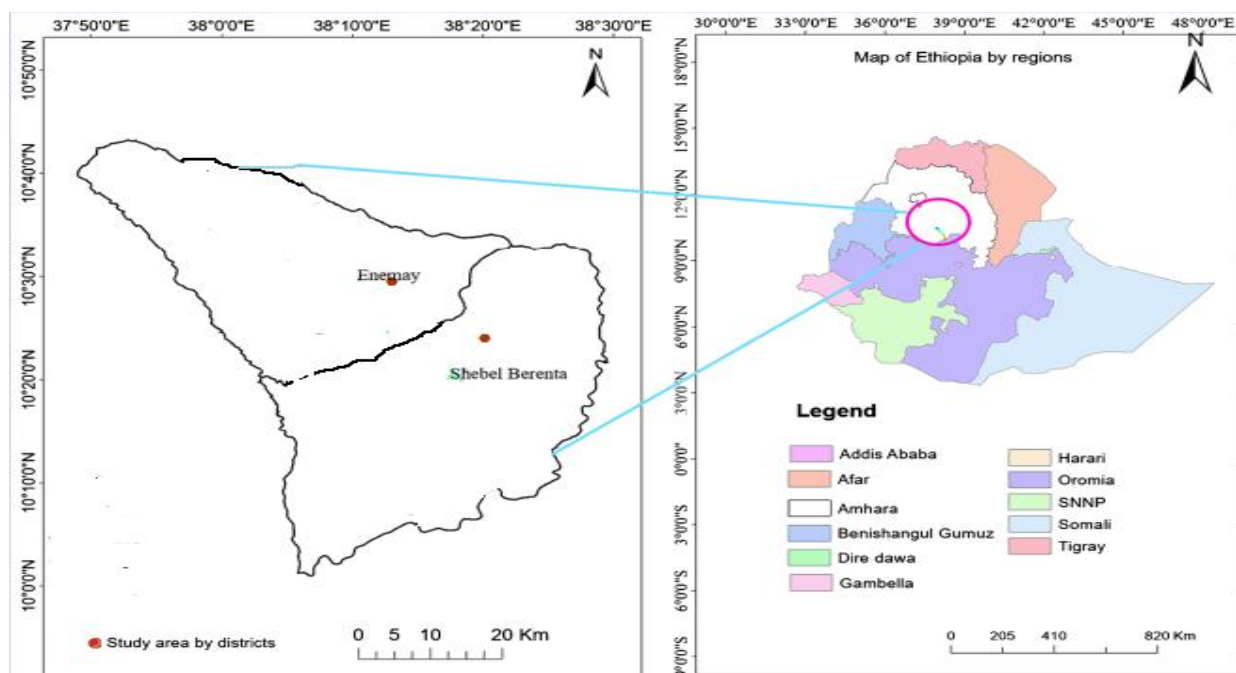 37°50'0"E 38°0'0"E 38°10'0"E 38°20'0"E 38°30'0"E
10°50'0"N
10°40'0"N
10°30'0"N
10°20'0"N
10°10'0"N
10°0'0"N
N
Enemay
Shebel Berenta
Study area by districts
0 5 10 20 Km
30°0'0"E 33°0'0"E 36°0'0"E 39°0'0"E 42°0'0"E 45°0'0"E 48°0'0"E
N
Map of Ethiopia by regions
18°0'0"N
15°0'0"N
12°0'0"N
9°0'0"N
6°0'0"N
3°0'0"N
0°0'0"
3°0'0"S
6°0'0"S
Legend
Addis Ababa
Afar
Amhara
Benishangul Gumuz
Dire dawa
Gambella
Harari
Oromia
SNNP
Somali
Tigray
0 205 410 820 Km